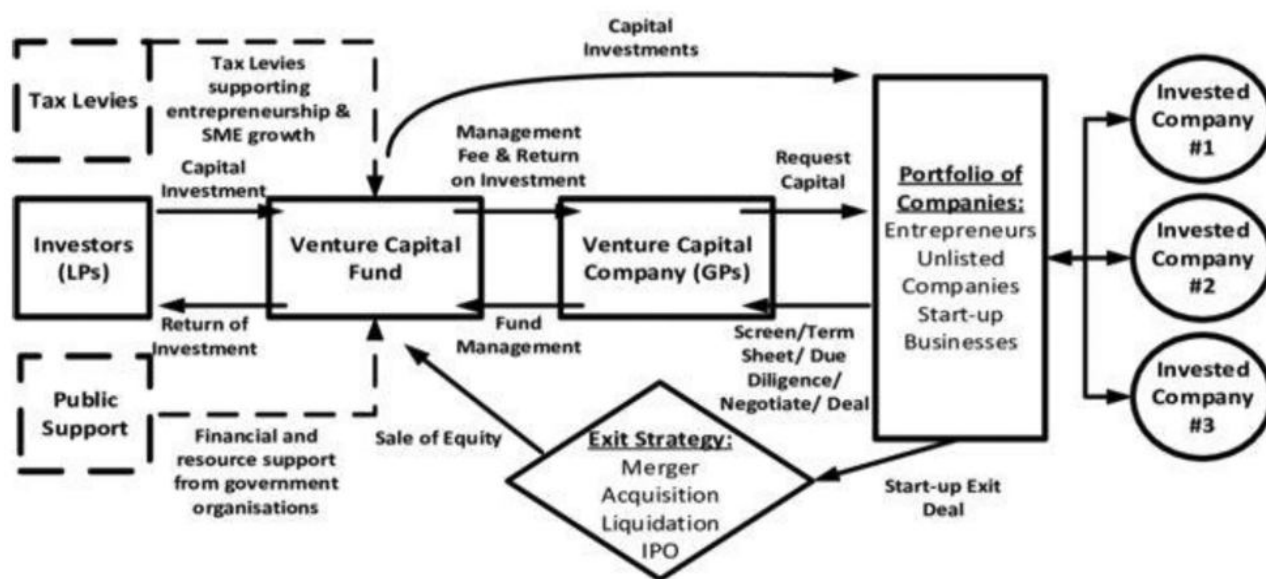 Capital
Investments
Tax Levies
Tax Levies
supporting
entrepreneurship &
SME growth
Capital
Investment
Management
Fee & Return
on Investment
Request
Capital
Investors
(LPs)
Venture Capital
Fund
Venture Capital
Company (GPs)
Portfolio of
Companies:
Entrepreneurs
Unlisted
Companies
Start-up
Businesses
Invested
Company
#1
Invested
Company
#2
Invested
Company
#3
Return of
Investment
Fund
Management
Screen/Term
Sheet/ Due
Diligence/
Negotiate/ Deal
Public
Support
Financial and
resource support
from government
organisations
Sale of Equity
Exit Strategy:
Merger
Acquisition
Liquidation
IPO
Start-up Exit
Deal